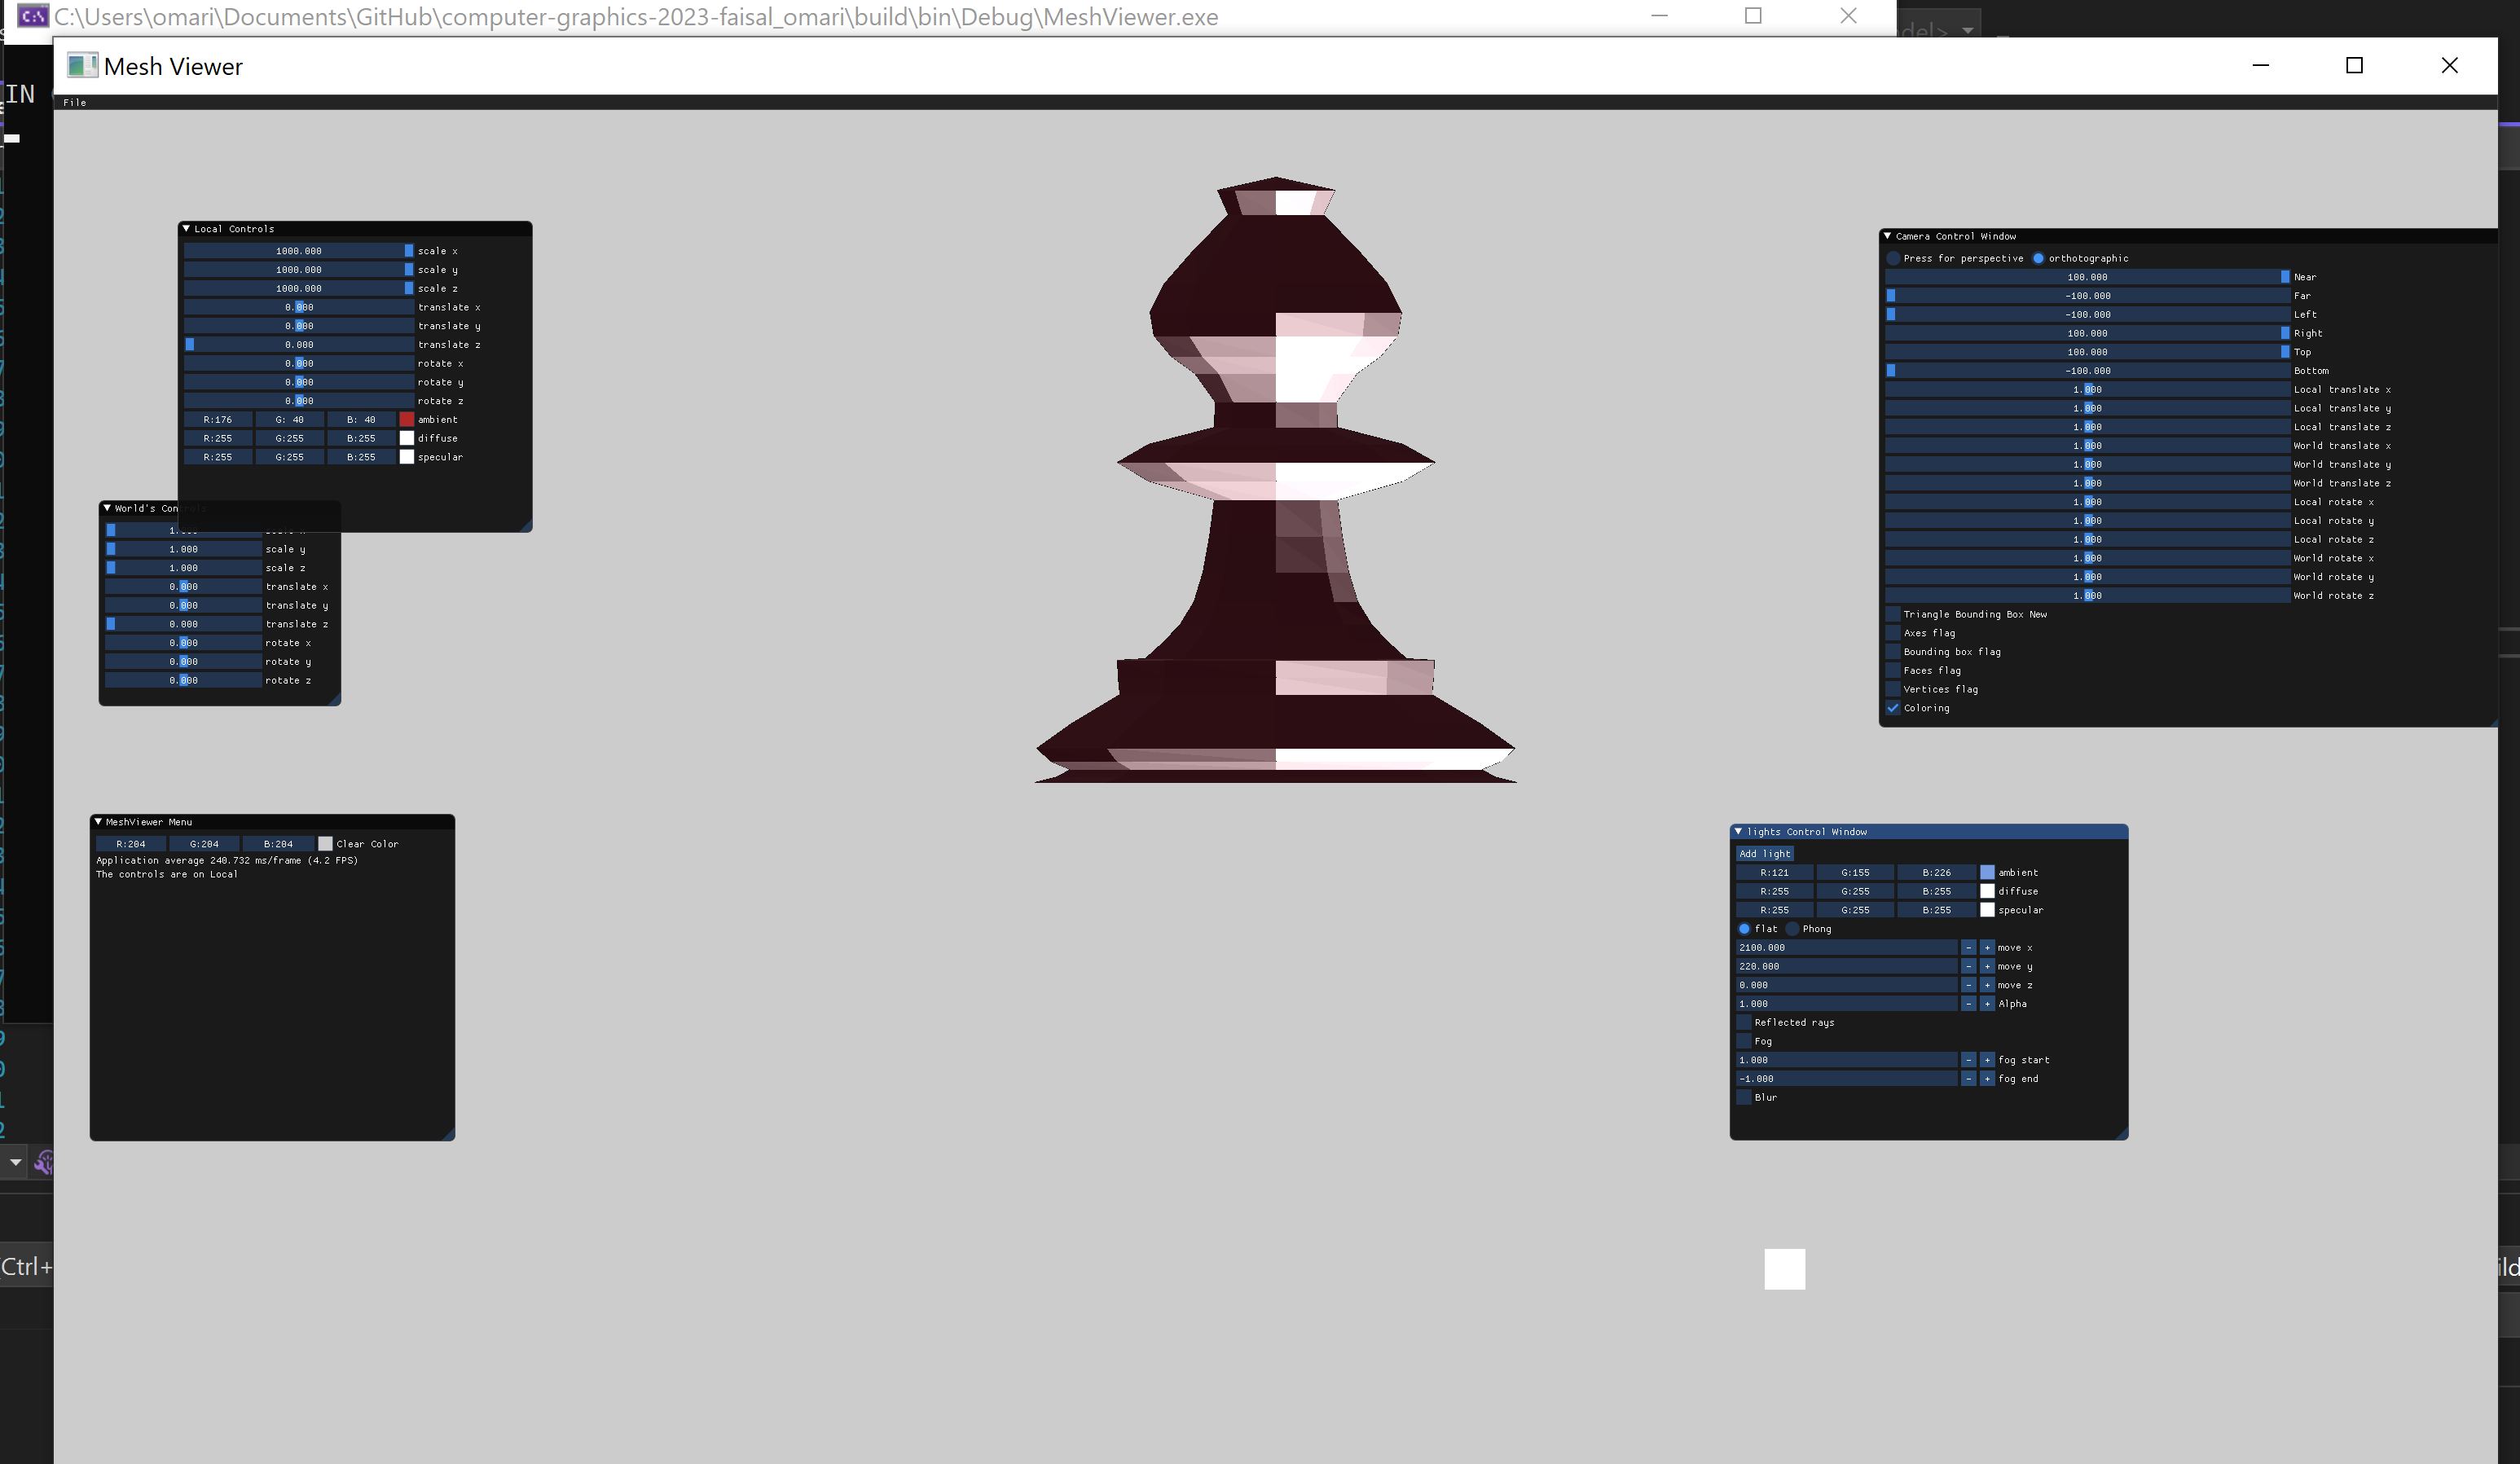 C:\Users\omari\Documents\GitHub\computer-graphics-2023-faisal_omari\build\bin\Debug\MeshViewer.exe
Mesh Viewer
IN
File
Local Controls
1000.000 scale x
1000.000 scale y
1000.000 scale z
0.000 translate x
0.000 translate y
0.000 translate z
0.000 rotate x
0.000 rotate y
0.000 rotate z
R:176 G: 40 B: 40 ambient
R:255 G:255 B:255 diffuse
R:255 G:255 B:255 specular
World's Controls
1.000 scale x
1.000 scale y
1.000 scale z
0.000 translate x
0.000 translate y
0.000 translate z
0.000 rotate x
0.000 rotate y
0.000 rotate z
MeshViewer Menu
R:204 G:204 B:204 Clear Color
Application average 240.732 ms/frame (4.2 FPS)
The controls are on Local
Camera Control Window
Press for perspective orthotographic
100.000 Near
-100.000 Far
-100.000 Left
100.000 Right
100.000 Top
-100.000 Bottom
1.000 Local translate x
1.000 Local translate y
1.000 Local translate z
1.000 World translate x
1.000 World translate y
1.000 World translate z
1.000 Local rotate x
1.000 Local rotate y
1.000 Local rotate z
1.000 World rotate x
1.000 World rotate y
1.000 World rotate z
Triangle Bounding Box New
Axes flag
Bounding box flag
Faces flag
Vertices flag
Coloring
lights Control Window
Add light
R:121 G:155 B:226 ambient
R:255 G:255 B:255 diffuse
R:255 G:255 B:255 specular
flat Phong
2100.000 - + move x
220.000 - + move y
0.000 - + move z
1.000 - + Alpha
Reflected rays
Fog
1.000 - + fog start
-1.000 - + fog end
Blur
(Ctrl+